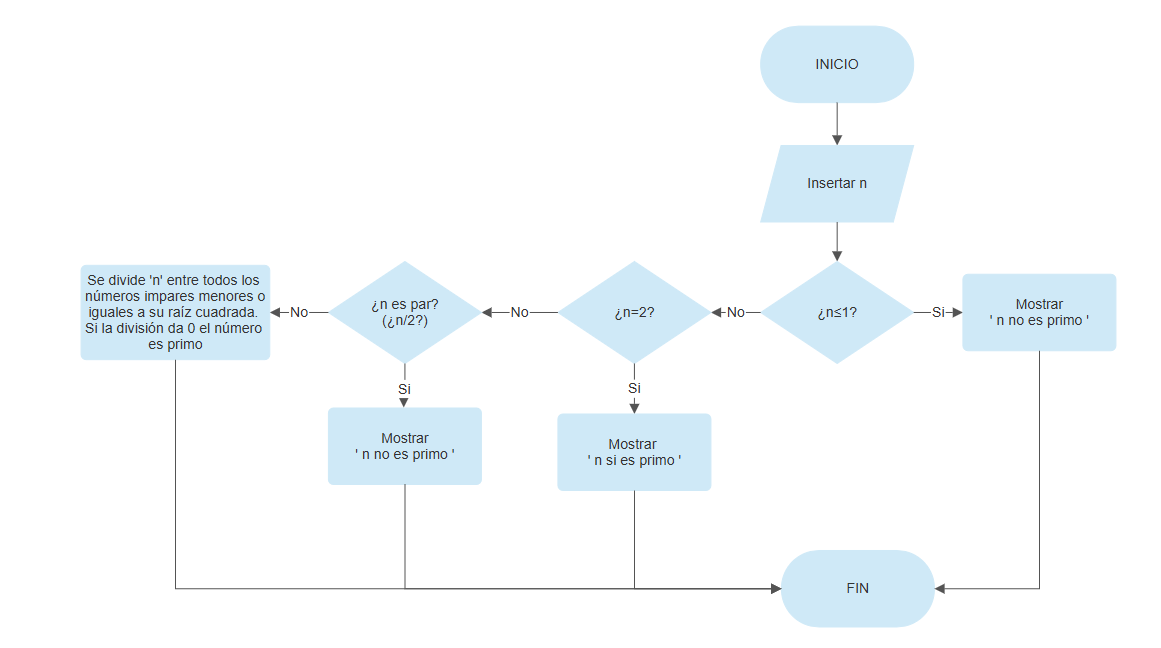 INICIO
Insertar n
¿n≤1?
Si
Mostrar
' n no es primo '
No
¿n=2?
Si
Mostrar
' n si es primo '
No
¿n es par?
(¿n/2?)
Si
Mostrar
' n no es primo '
No
Se divide 'n' entre todos los
números impares menores o
iguales a su raíz cuadrada.
Si la división da 0 el número
es primo
FIN